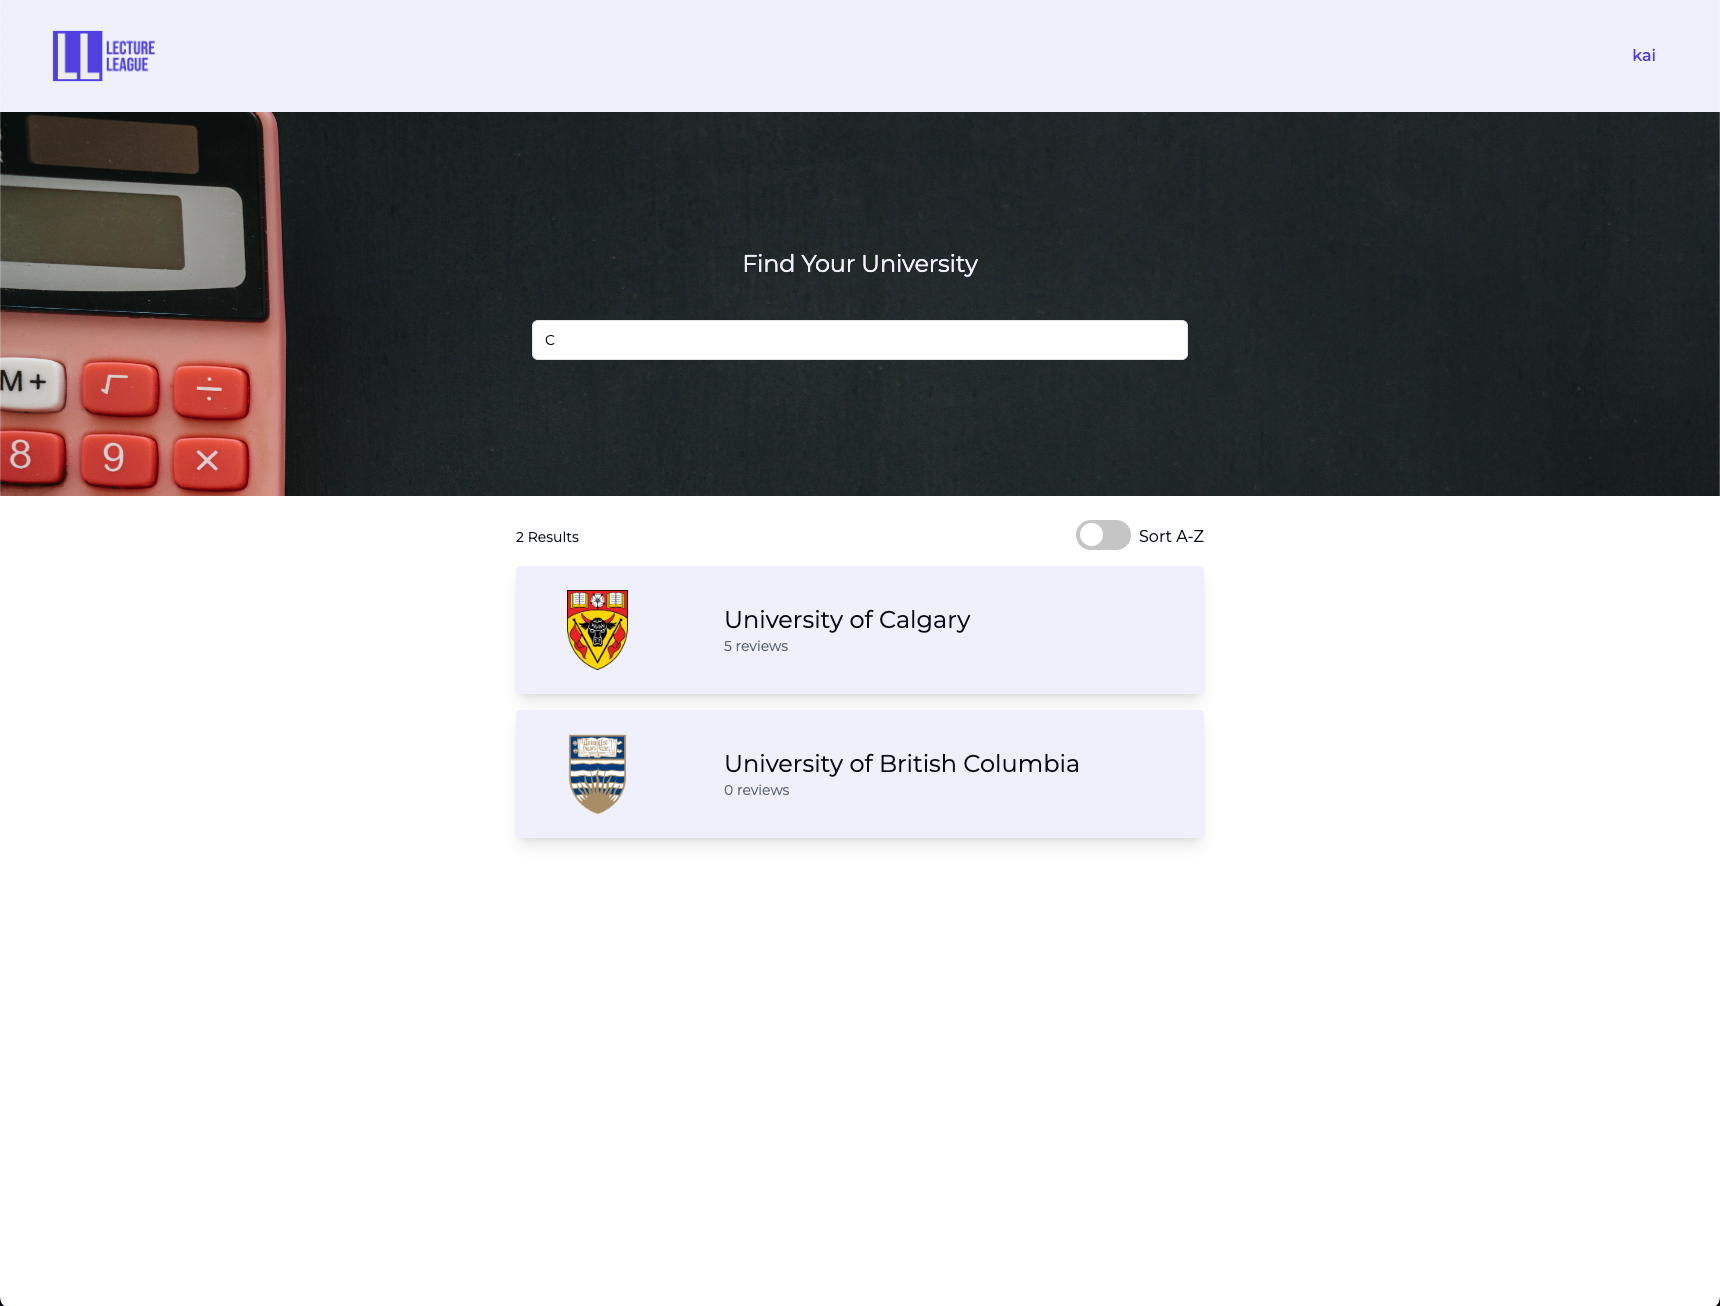 LECTURE
LEAGUE
kai
Find Your University
C
M+
√
÷
8
9
×
2 Results
Sort A-Z
University of Calgary
5 reviews
University of British Columbia
0 reviews